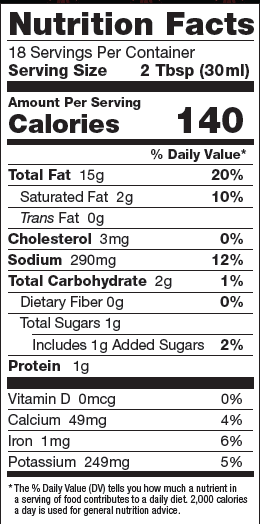 Nutrition Facts
18 Servings Per Container
Serving Size 2 Tbsp (30ml)
Amount Per Serving
Calories 140
% Daily Value*
Total Fat 15g 20%
Saturated Fat 2g 10%
Trans Fat 0g
Cholesterol 3mg 0%
Sodium 290mg 12%
Total Carbohydrate 2g 1%
Dietary Fiber 0g 0%
Total Sugars 1g
Includes 1g Added Sugars 2%
Protein 1g
Vitamin D 0mcg 0%
Calcium 49mg 4%
Iron 1mg 6%
Potassium 249mg 5%
*The % Daily Value (DV) tells you how much a nutrient in
a serving of food contributes to a daily diet. 2,000 calories
a day is used for general nutrition advice.